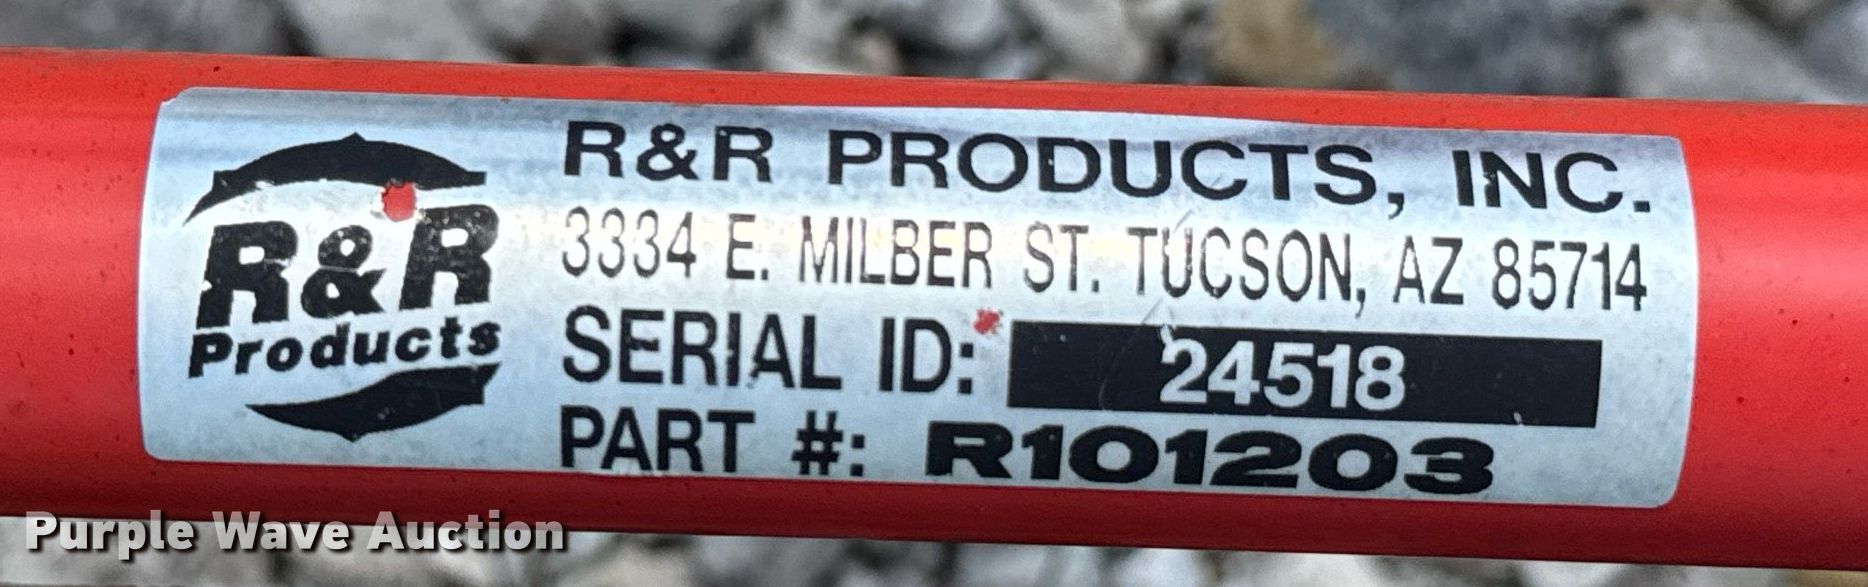 R&R
Products
R&R PRODUCTS, INC.
3334 E. MILBER ST. TUCSON, AZ 85714
SERIAL ID: 24518
PART #: R101203
Purple Wave Auction